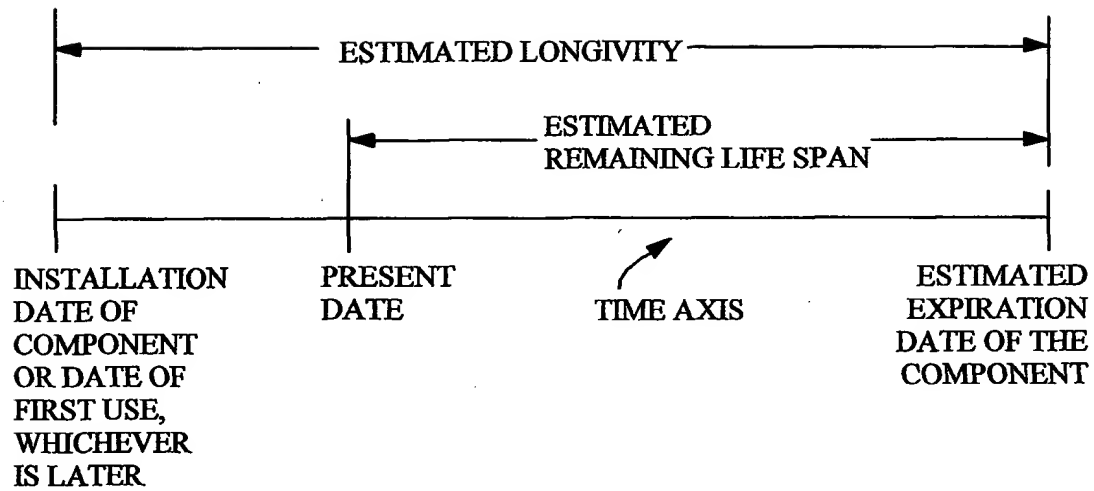 ESTIMATED LONGIVITY
ESTIMATED
REMAINING LIFE SPAN
INSTALLATION
DATE OF
COMPONENT
OR DATE OF
FIRST USE,
WHICHEVER
IS LATER
PRESENT
DATE
TIME AXIS
ESTIMATED
EXPIRATION
DATE OF THE
COMPONENT